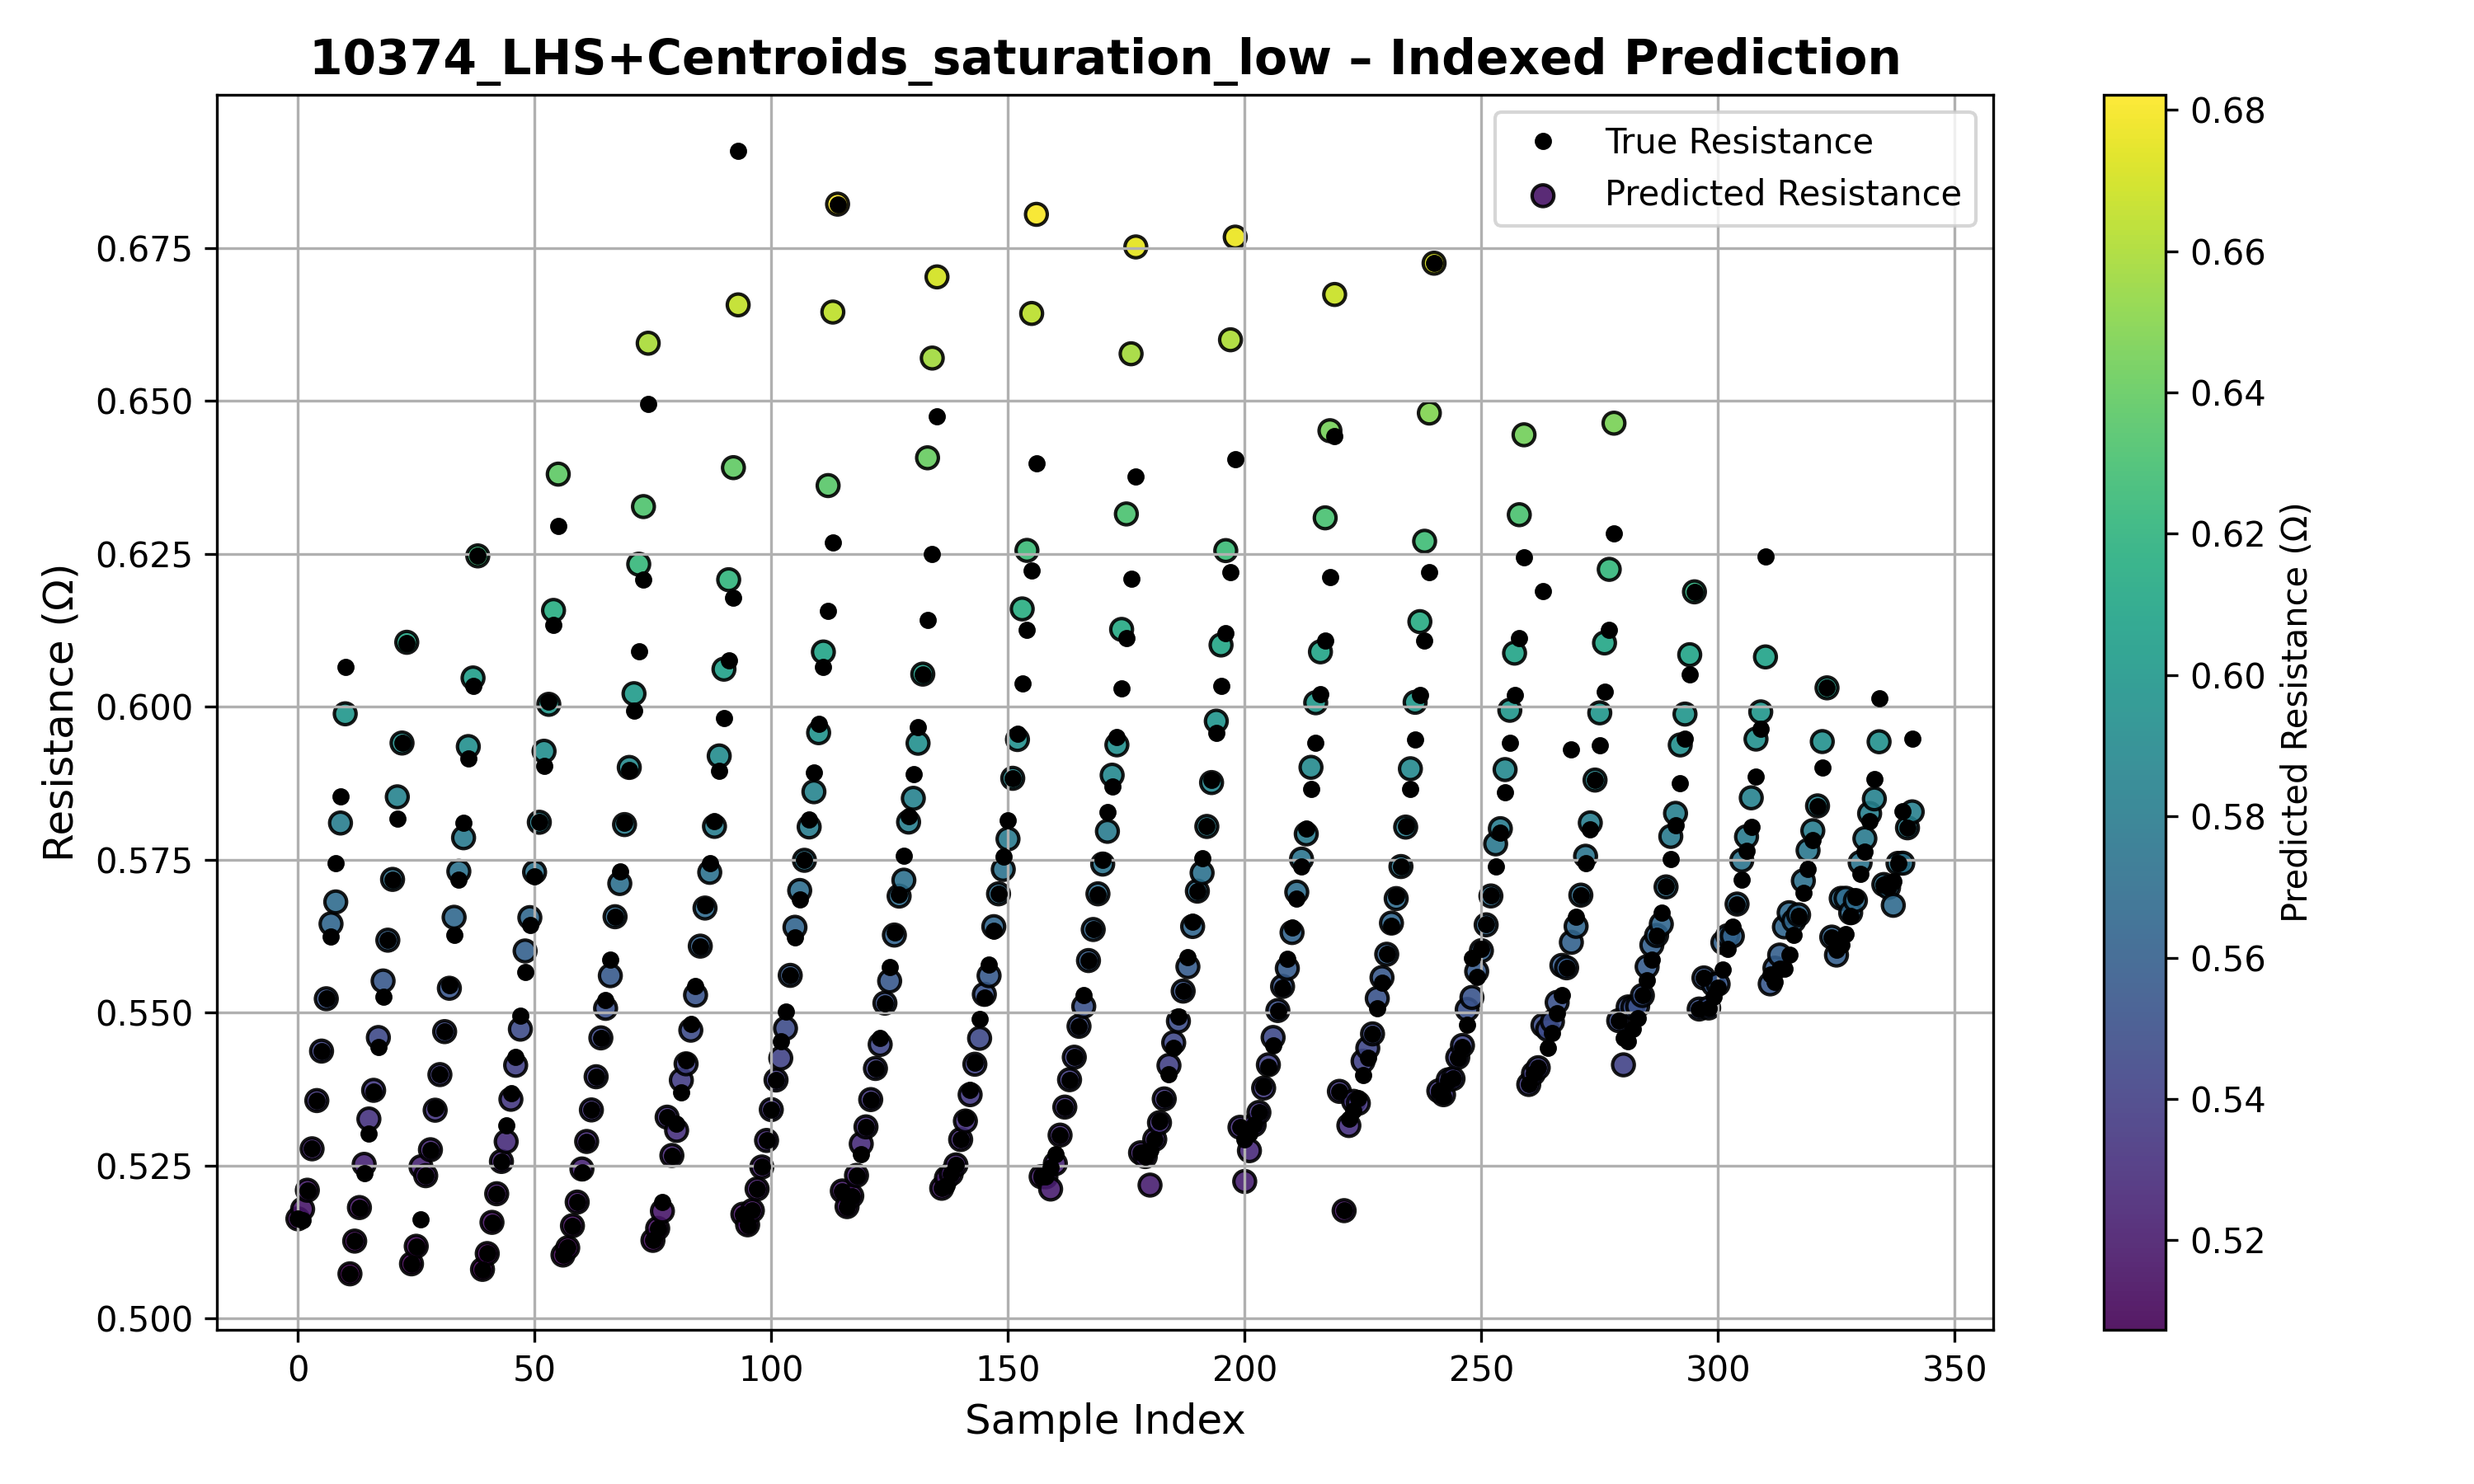 10374_LHS+Centroids_saturation_low – Indexed Prediction
True Resistance
Predicted Resistance
Resistance (Ω)
0.675
0.650
0.625
0.600
0.575
0.550
0.525
0.500
0 50 100 150 200 250 300 350
Sample Index
0.68
0.66
0.64
0.62
0.60
0.58
0.56
0.54
0.52
Predicted Resistance (Ω)